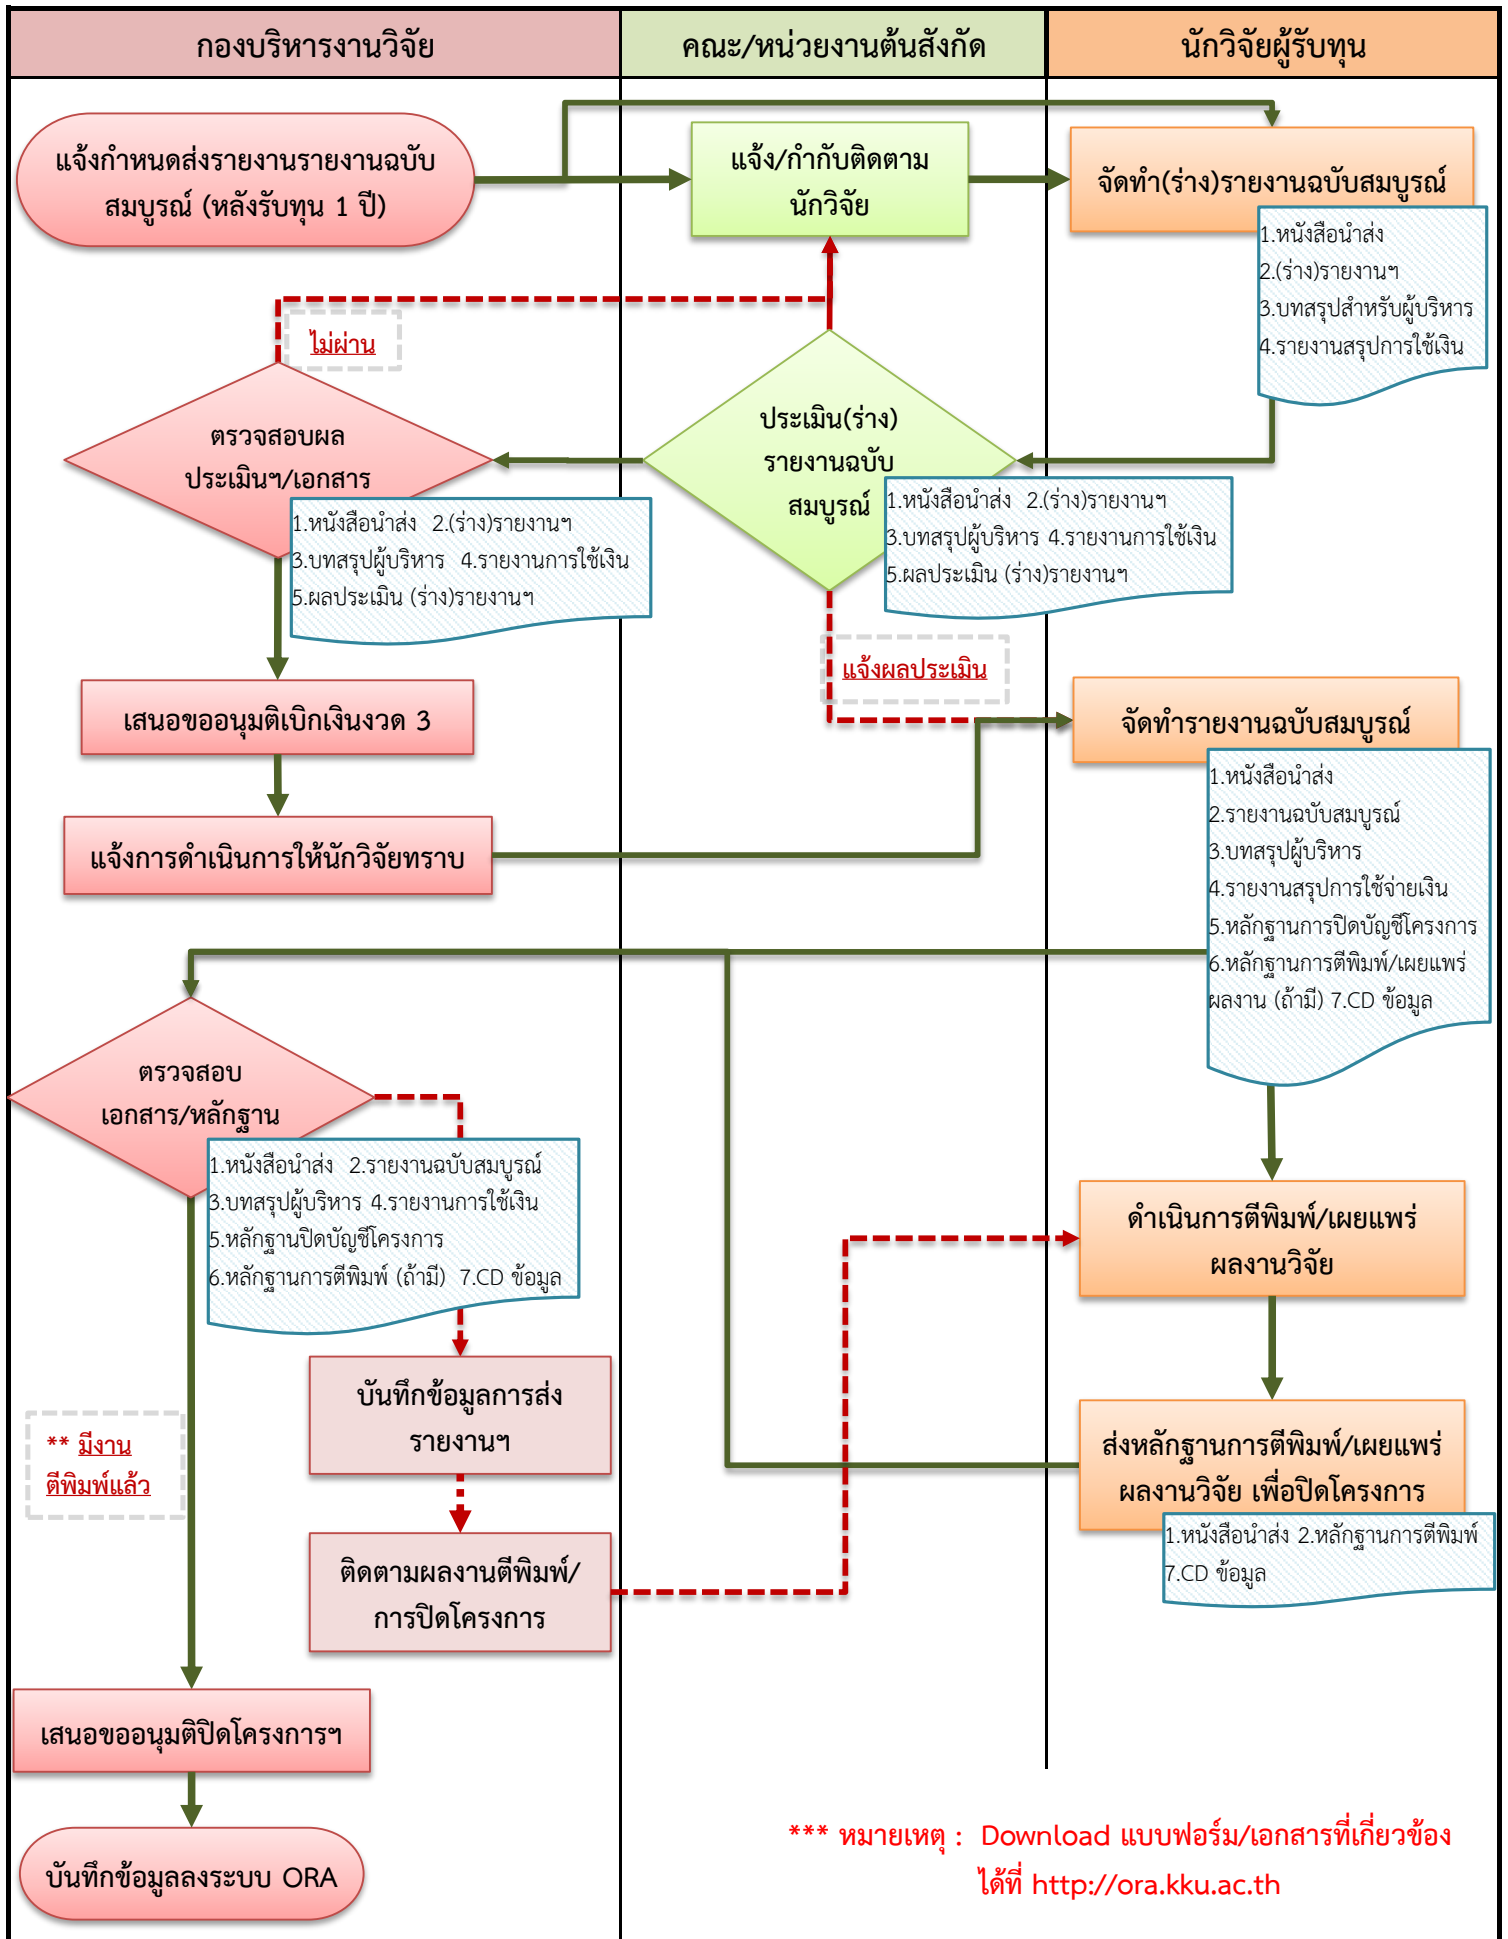 กองบริหารงานวิจัย
คณะ/หน่วยงานต้นสังกัด
นักวิจัยผู้รับทุน
แจ้งกำหนดส่งรายงานรายงานฉบับ
สมบูรณ์ (หลังรับทุน 1 ปี)
แจ้ง/กำกับติดตาม
นักวิจัย
จัดทำ(ร่าง)รายงานฉบับสมบูรณ์
1.หนังสือนำส่ง
2.(ร่าง)รายงานฯ
3.บทสรุปสำหรับผู้บริหาร
4.รายงานสรุปการใช้เงิน
ไม่ผ่าน
ตรวจสอบผล
ประเมินฯ/เอกสาร
1.หนังสือนำส่ง 2.(ร่าง)รายงานฯ
3.บทสรุปผู้บริหาร 4.รายงานการใช้เงิน
5.ผลประเมิน (ร่าง)รายงานฯ
ประเมิน(ร่าง)
รายงานฉบับ
สมบูรณ์
1.หนังสือนำส่ง 2.(ร่าง)รายงานฯ
3.บทสรุปผู้บริหาร 4.รายงานการใช้เงิน
5.ผลประเมิน (ร่าง)รายงานฯ
แจ้งผลประเมิน
เสนอขออนุมติเบิกเงินงวด 3
แจ้งการดำเนินการให้นักวิจัยทราบ
จัดทำรายงานฉบับสมบูรณ์
1.หนังสือนำส่ง
2.รายงานฉบับสมบูรณ์
3.บทสรุปผู้บริหาร
4.รายงานสรุปการใช้จ่ายเงิน
5.หลักฐานการปิดบัญชีโครงการ
6.หลักฐานการตีพิมพ์/เผยแพร่
ผลงาน (ถ้ามี) 7.CD ข้อมูล
ตรวจสอบ
เอกสาร/หลักฐาน
1.หนังสือนำส่ง 2.รายงานฉบับสมบูรณ์
3.บทสรุปผู้บริหาร 4.รายงานการใช้เงิน
5.หลักฐานปิดบัญชีโครงการ
6.หลักฐานการตีพิมพ์ (ถ้ามี) 7.CD ข้อมูล
ดำเนินการตีพิมพ์/เผยแพร่
ผลงานวิจัย
บันทึกข้อมูลการส่ง
รายงานฯ
** มีงาน
ตีพิมพ์แล้ว
ส่งหลักฐานการตีพิมพ์/เผยแพร่
ผลงานวิจัย เพื่อปิดโครงการ
1.หนังสือนำส่ง 2.หลักฐานการตีพิมพ์
7.CD ข้อมูล
ติดตามผลงานตีพิมพ์/
การปิดโครงการ
เสนอขออนุมติปิดโครงการฯ
บันทึกข้อมูลลงระบบ ORA
*** หมายเหตุ : Download แบบฟอร์ม/เอกสารที่เกี่ยวข้อง
ได้ที่ http://ora.kku.ac.th